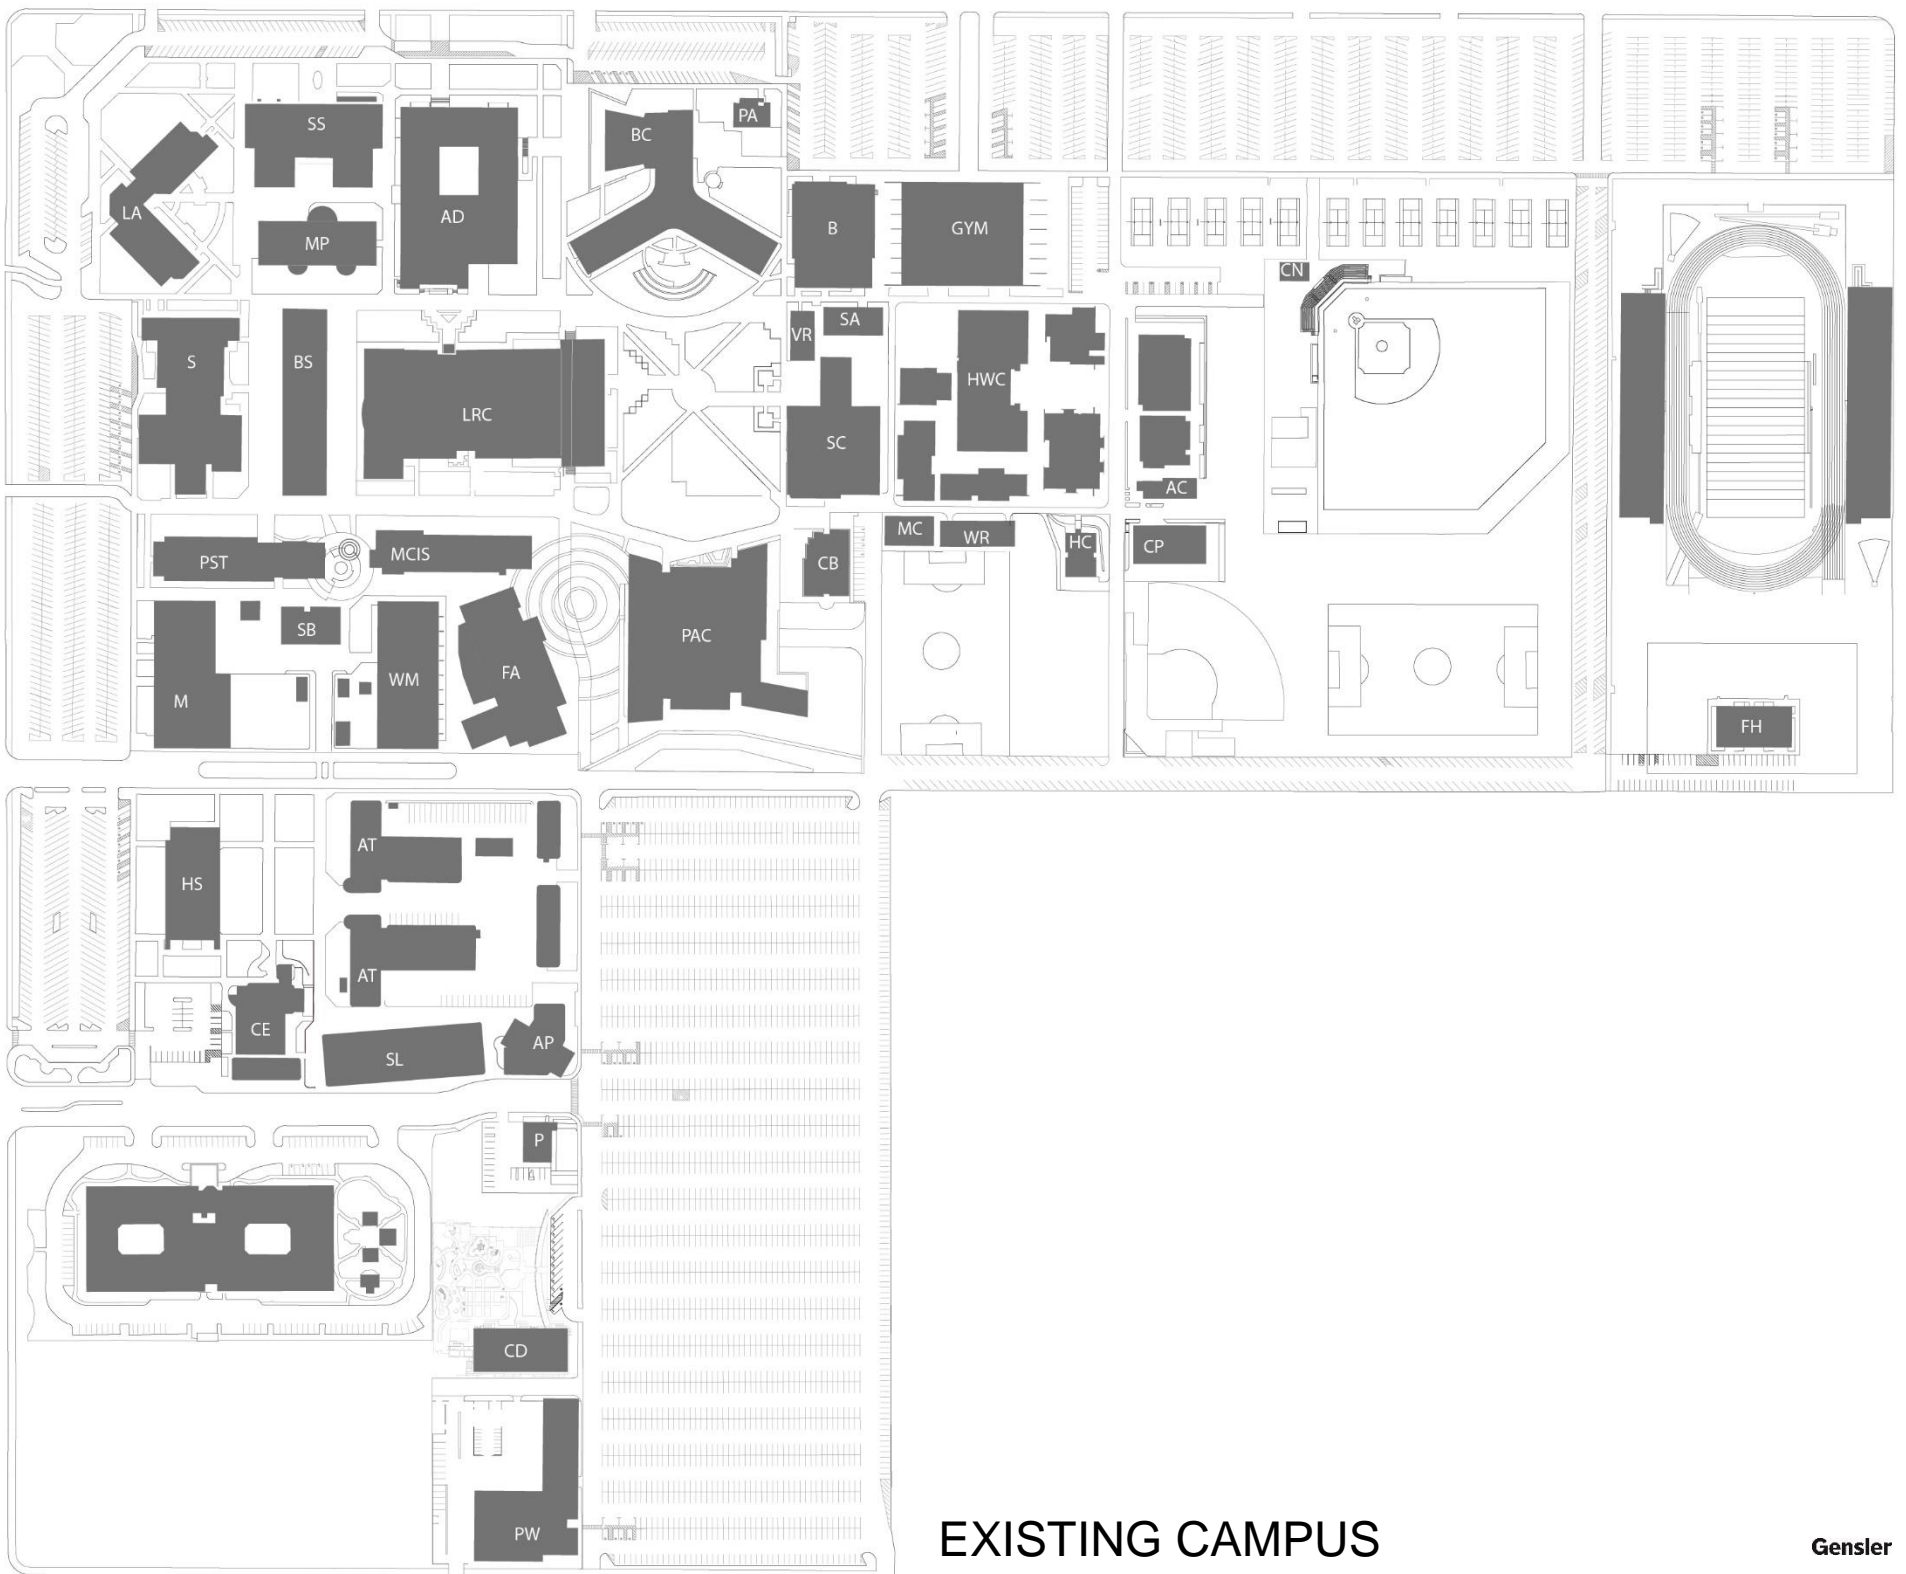 SS
PA
BC
LA
AD
B
GYM
MP
CN
VR
SA
S
BS
HWC
LRC
SC
AC
MC
WR
HC
CP
PST
MCIS
CB
SB
PAC
FA
WM
M
FH
AT
HS
AT
CE
SL
AP
P
CD
PW
EXISTING CAMPUS
Gensler